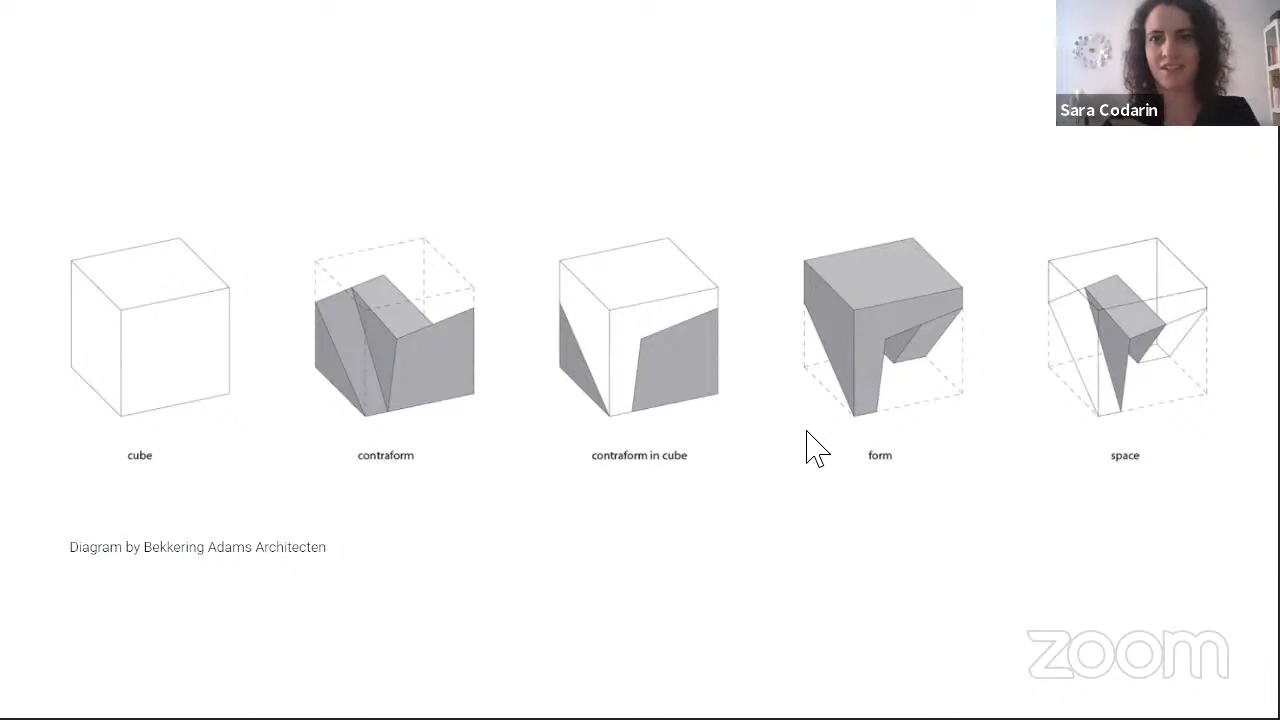 Sara Codarin
cube
contraform
contraform in cube
form
space
Diagram by Bekkering Adams Architecten
zoom